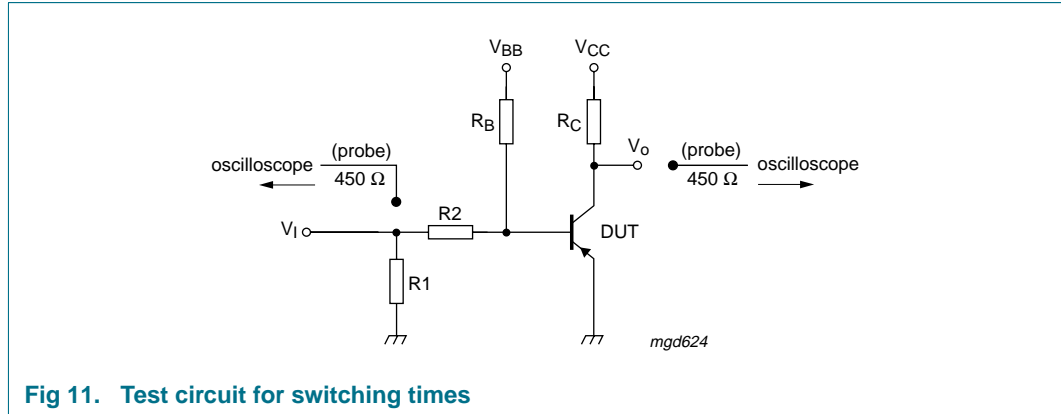 VBB
VCC
RB
RC
Vo
(probe)
450 Ω
oscilloscope
(probe)
450 Ω
oscilloscope
R2
VI
DUT
R1
mgd624
Fig 11. Test circuit for switching times